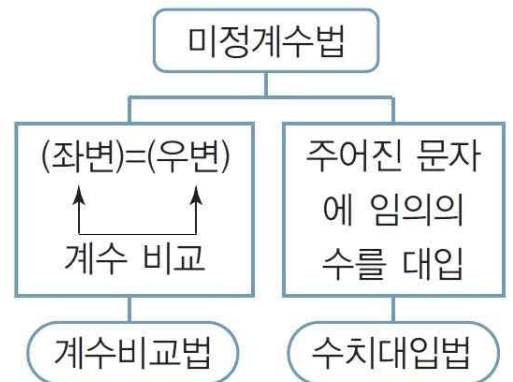 미정계수법
(좌변)=(우변)
계수 비교
계수비교법
주어진 문자
에 임의의
수를 대입
수치대입법